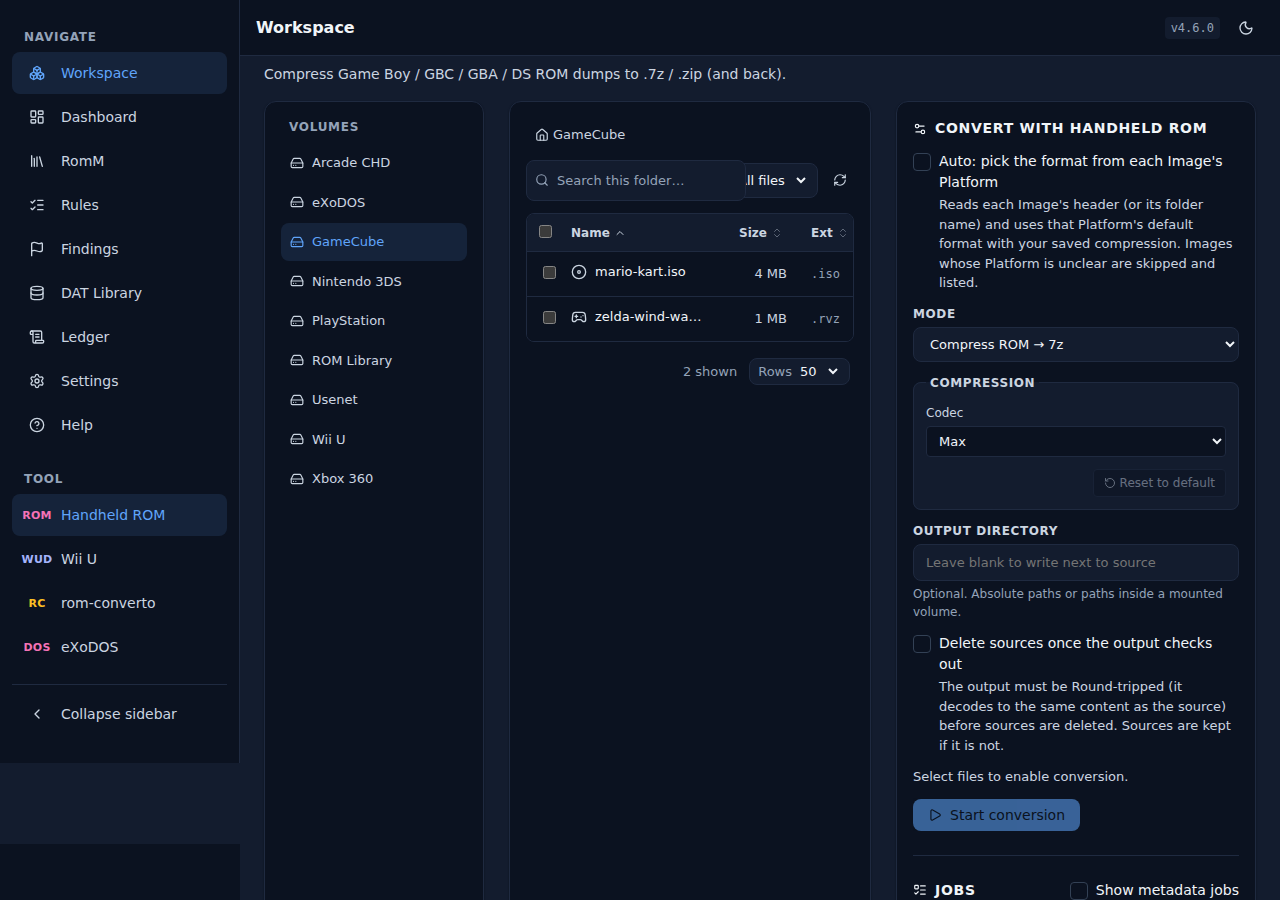 NAVIGATE
Workspace
Dashboard
RomM
Rules
Findings
DAT Library
Ledger
Settings
Help
TOOL
ROM Handheld ROM
WUD Wii U
RC rom-converto
DOS eXoDOS
Collapse sidebar
Workspace
v4.6.0
Compress Game Boy / GBC / GBA / DS ROM dumps to .7z / .zip (and back).
VOLUMES
Arcade CHD
eXoDOS
GameCube
Nintendo 3DS
PlayStation
ROM Library
Usenet
Wii U
Xbox 360
GameCube
Search this folder…
ll files
Name Size Ext
mario-kart.iso 4 MB .iso
zelda-wind-wa… 1 MB .rvz
2 shown Rows 50
CONVERT WITH HANDHELD ROM
Auto: pick the format from each Image's
Platform
Reads each Image's header (or its folder
name) and uses that Platform's default
format with your saved compression. Images
whose Platform is unclear are skipped and
listed.
MODE
Compress ROM → 7z
COMPRESSION
Codec
Max
Reset to default
OUTPUT DIRECTORY
Leave blank to write next to source
Optional. Absolute paths or paths inside a mounted
volume.
Delete sources once the output checks
out
The output must be Round-tripped (it
decodes to the same content as the source)
before sources are deleted. Sources are kept
if it is not.
Select files to enable conversion.
Start conversion
JOBS
Show metadata jobs